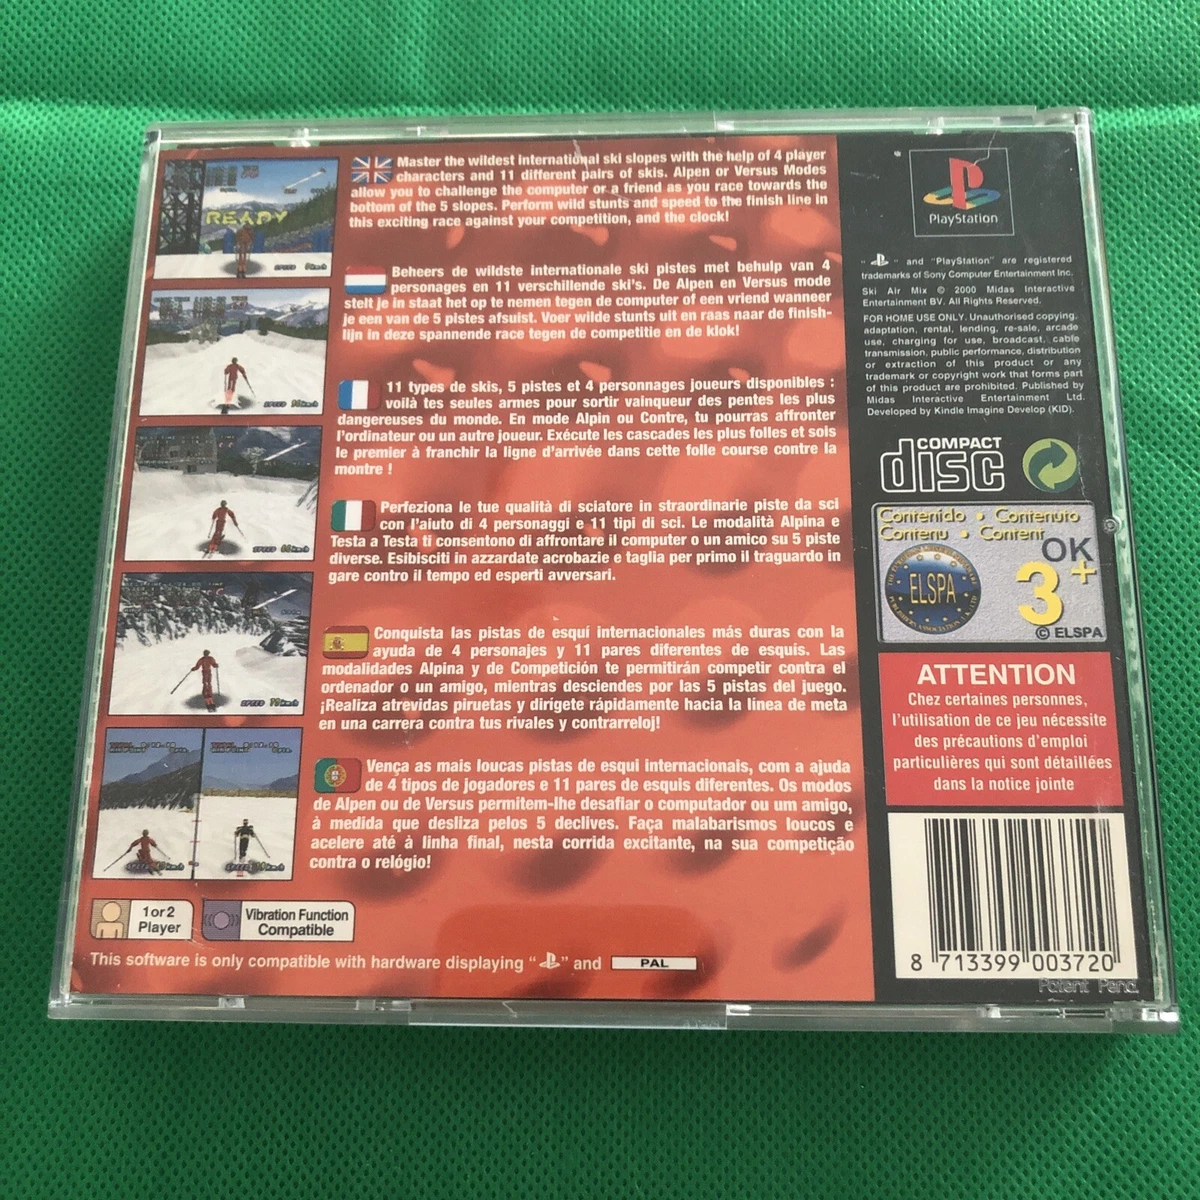 READY
Master the wildest International ski slopes with the help of 4 player
characters and 11 different pairs of skis. Alpen or Versus Modes
allow you to challenge the computer or a friend as you race towards the
bottom of the 5 slopes. Perform wild stunts and speed to the finish line in
this exciting race against your competition, and the clock!
Beheers de wildste internationale ski pistes met behulp van 4
personages en 11 verschillende ski's. De Alpen en Versus mode
stelt je in staat het op te nemen tegen de computer of een vriend wanneer
je een van de 5 pistes afsuist. Voer wilde stunts uit en raas naar de finish-
lijn in deze spannende race tegen de competitie en de klok!
11 types de skis, 5 pistes et 4 personnages joueurs disponibles :
voilà tes seules armes pour sortir vainqueur des pentes les plus
dangereuses du monde. En mode Alpin ou Contre, tu pourras affronter
l'ordinateur ou un autre joueur. Exécute les cascades les plus folles et sois
le premier à franchir la ligne d'arrivée dans cette folle course contre la
montre !
Perfeziona le tue qualità di sciatore in straordinarie piste da sci
con l'aiuto di 4 personaggi e 11 tipi di sci. Le modalità Alpina e
Testa a Testa ti consentono di affrontare il computer o un amico su 5 piste
diverse. Esibisciti in azzardate acrobazie e taglia per primo il traguardo in
gare contro il tempo ed esperti avversari.
Conquista las pistas de esquí internacionales más duras con la
ayuda de 4 personajes y 11 pares diferentes de esquis. Las
modalidades Alpina y de Competición te permitirán competir contra el
ordenador o un amigo, mientras desciendes por las 5 pistas del juego.
¡Realiza atrevidas piruetas y dirígete rápidamente hacia la línea de meta
en una carrera contra tus rivales y contrarreloj!
Vença as mais loucas pistas de esqui internacionais, com a ajuda
de 4 tipos de jogadores e 11 pares de esquis diferentes. Os modos
de Alpen ou de Versus permitem-lhe desafiar o computador ou um amigo,
à medida que desliza pelos 5 declives. Faça malabarismos loucos e
acelere até à linha final, nesta corrida excitante, na sua competição
contra o relógio!
1 or 2
Player
Vibration Function
Compatible
This software is only compatible with hardware displaying " " and PAL
PlayStation
" " and "PlayStation" are registered
trademarks of Sony Computer Entertainment Inc.
Ski Air Mix © 2000 Midas Interactive
Entertainment BV. All Rights Reserved.
FOR HOME USE ONLY. Unauthorised copying,
adaptation, rental, lending, re-sale, arcade
use, charging for use, broadcast, cable
transmission, public performance, distribution
or extraction of this product or any
trademark or copyright work that forms part
of this product are prohibited. Published by
Midas Interactive Entertainment Ltd.
Developed by Kindle Imagine Develop (KID).
COMPACT
disc
Contenido • Contenuto
Contenu • Content
OK
ELSPA
3+
© ELSPA
ATTENTION
Chez certaines personnes,
l'utilisation de ce jeu nécessite
des précautions d'emploi
particulières qui sont détaillées
dans la notice jointe
8 713399 003720
Patent Pend.